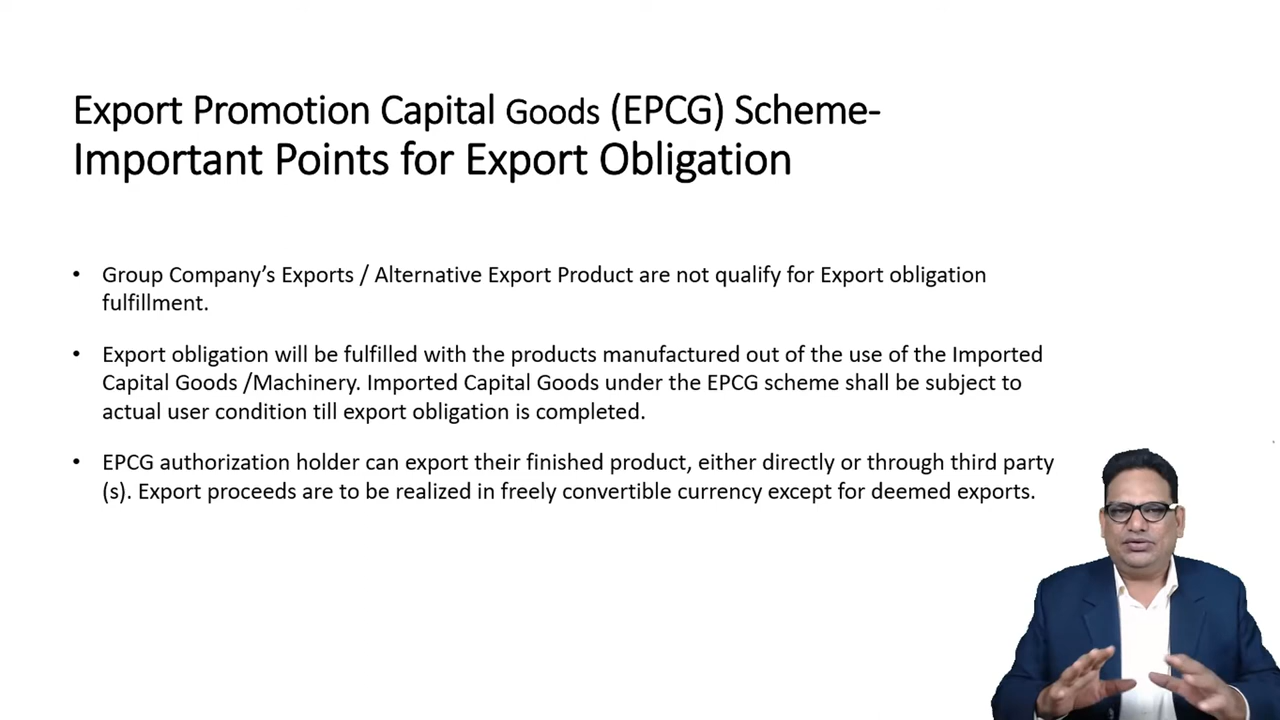 Export Promotion Capital Goods (EPCG) Scheme-
Important Points for Export Obligation
• Group Company's Exports / Alternative Export Product are not qualify for Export obligation
fulfillment.
• Export obligation will be fulfilled with the products manufactured out of the use of the Imported
Capital Goods /Machinery. Imported Capital Goods under the EPCG scheme shall be subject to
actual user condition till export obligation is completed.
• EPCG authorization holder can export their finished product, either directly or through third party
(s). Export proceeds are to be realized in freely convertible currency except for deemed exports.